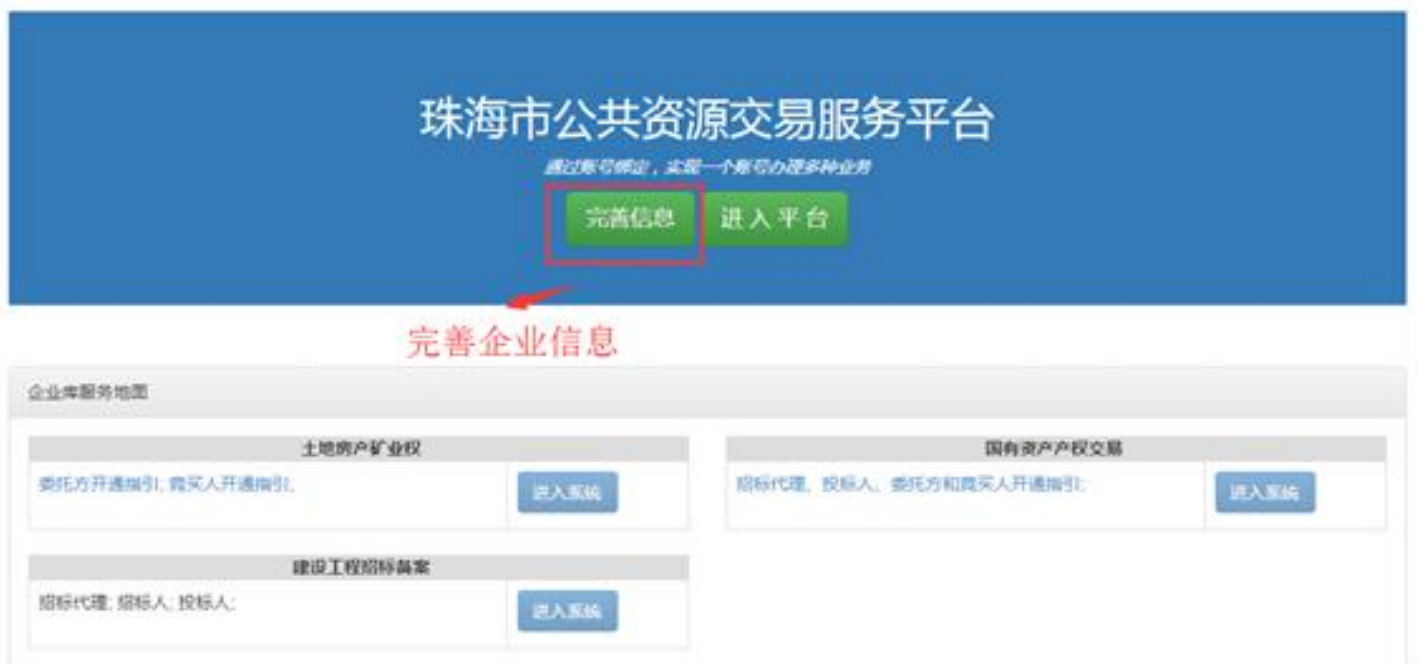 珠海市公共资源交易服务平台
通过账号绑定，实现一个账号办理多种业务
完善信息
进入平台
完善企业信息
企业库服务地图
土地房产矿业权
委托方开通指引; 竞买人开通指引;
进入系统
国有资产产权交易
招标代理、投标人、委托方和竞买人开通指引;
进入系统
建设工程招标备案
招标代理; 招标人; 投标人;
进入系统